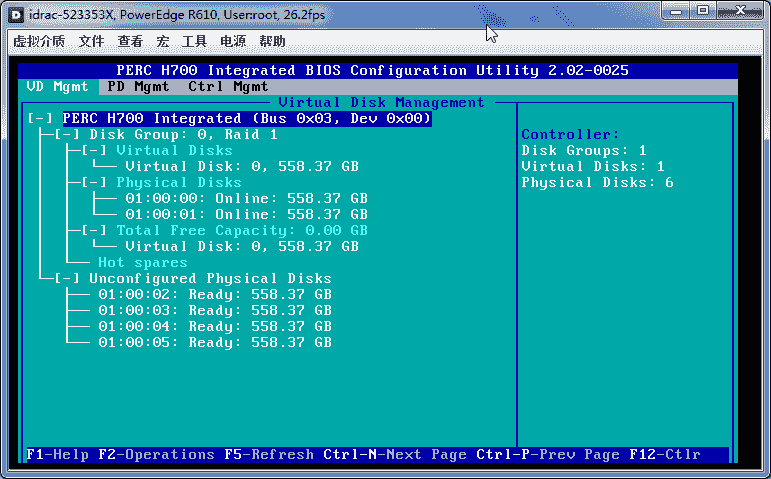 idrac-523353X, PowerEdge R610, User:root, 26.2fps
虚拟介质 文件 查看 宏 工具 电源 帮助
PERC H700 Integrated BIOS Configuration Utility 2.02-0025
VD Mgmt PD Mgmt Ctrl Mgmt
Virtual Disk Management
[-] PERC H700 Integrated (Bus 0x03, Dev 0x00)
[-] Disk Group: 0, Raid 1
[-] Virtual Disks
Virtual Disk: 0, 558.37 GB
[-] Physical Disks
01:00:00: Online: 558.37 GB
01:00:01: Online: 558.37 GB
[-] Total Free Capacity: 0.00 GB
Virtual Disk: 0, 558.37 GB
Hot spares
[-] Unconfigured Physical Disks
01:00:02: Ready: 558.37 GB
01:00:03: Ready: 558.37 GB
01:00:04: Ready: 558.37 GB
01:00:05: Ready: 558.37 GB
Controller:
Disk Groups: 1
Virtual Disks: 1
Physical Disks: 6
F1-Help F2-Operations F5-Refresh Ctrl-N-Next Page Ctrl-P-Prev Page F12-Ctlr